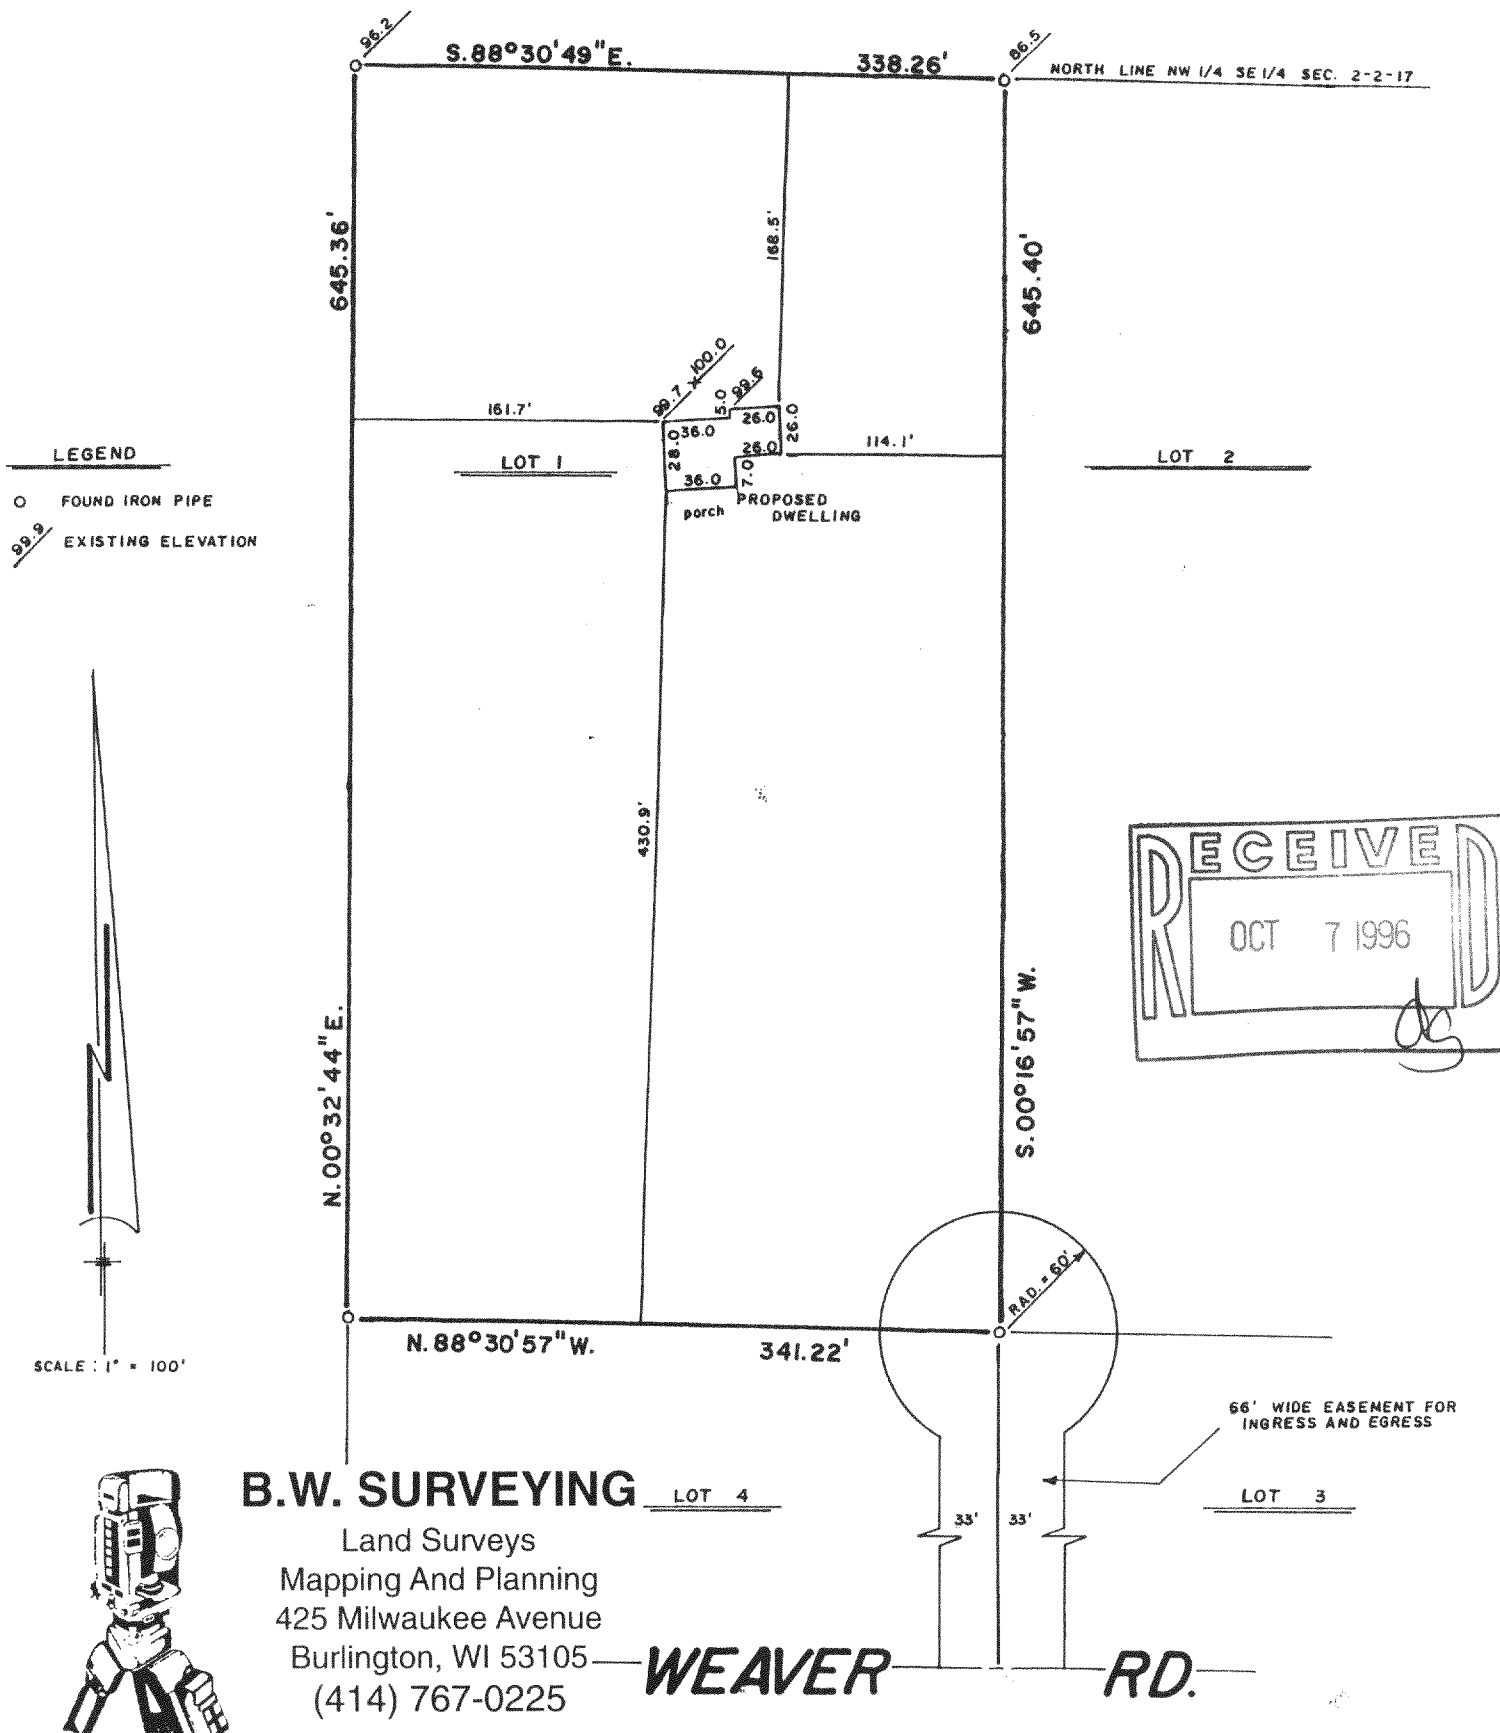 96.2
S.88°30'49"E.
338.26'
86.5
NORTH LINE NW 1/4 SE 1/4 SEC. 2-2-17
645.36'
168.5'
645.40'
99.7
x 100.0
99.6
161.7'
5.0
26.0
26.0
36.0
28.0
26.0
114.1'
36.0
7.0
LOT 1
LOT 2
porch
PROPOSED
DWELLING
LEGEND
O FOUND IRON PIPE
99.9 EXISTING ELEVATION
430.9'
RECEIVED
OCT 7 1996
N.00°32'44"E.
S.00°16'57"W.
RAD. = 60'
N.88°30'57"W.
341.22'
SCALE : 1" = 100'
66' WIDE EASEMENT FOR
INGRESS AND EGRESS
B.W. SURVEYING
LOT 4
LOT 3
33' 33'
Land Surveys
Mapping And Planning
425 Milwaukee Avenue
Burlington, WI 53105
(414) 767-0225
WEAVER RD.